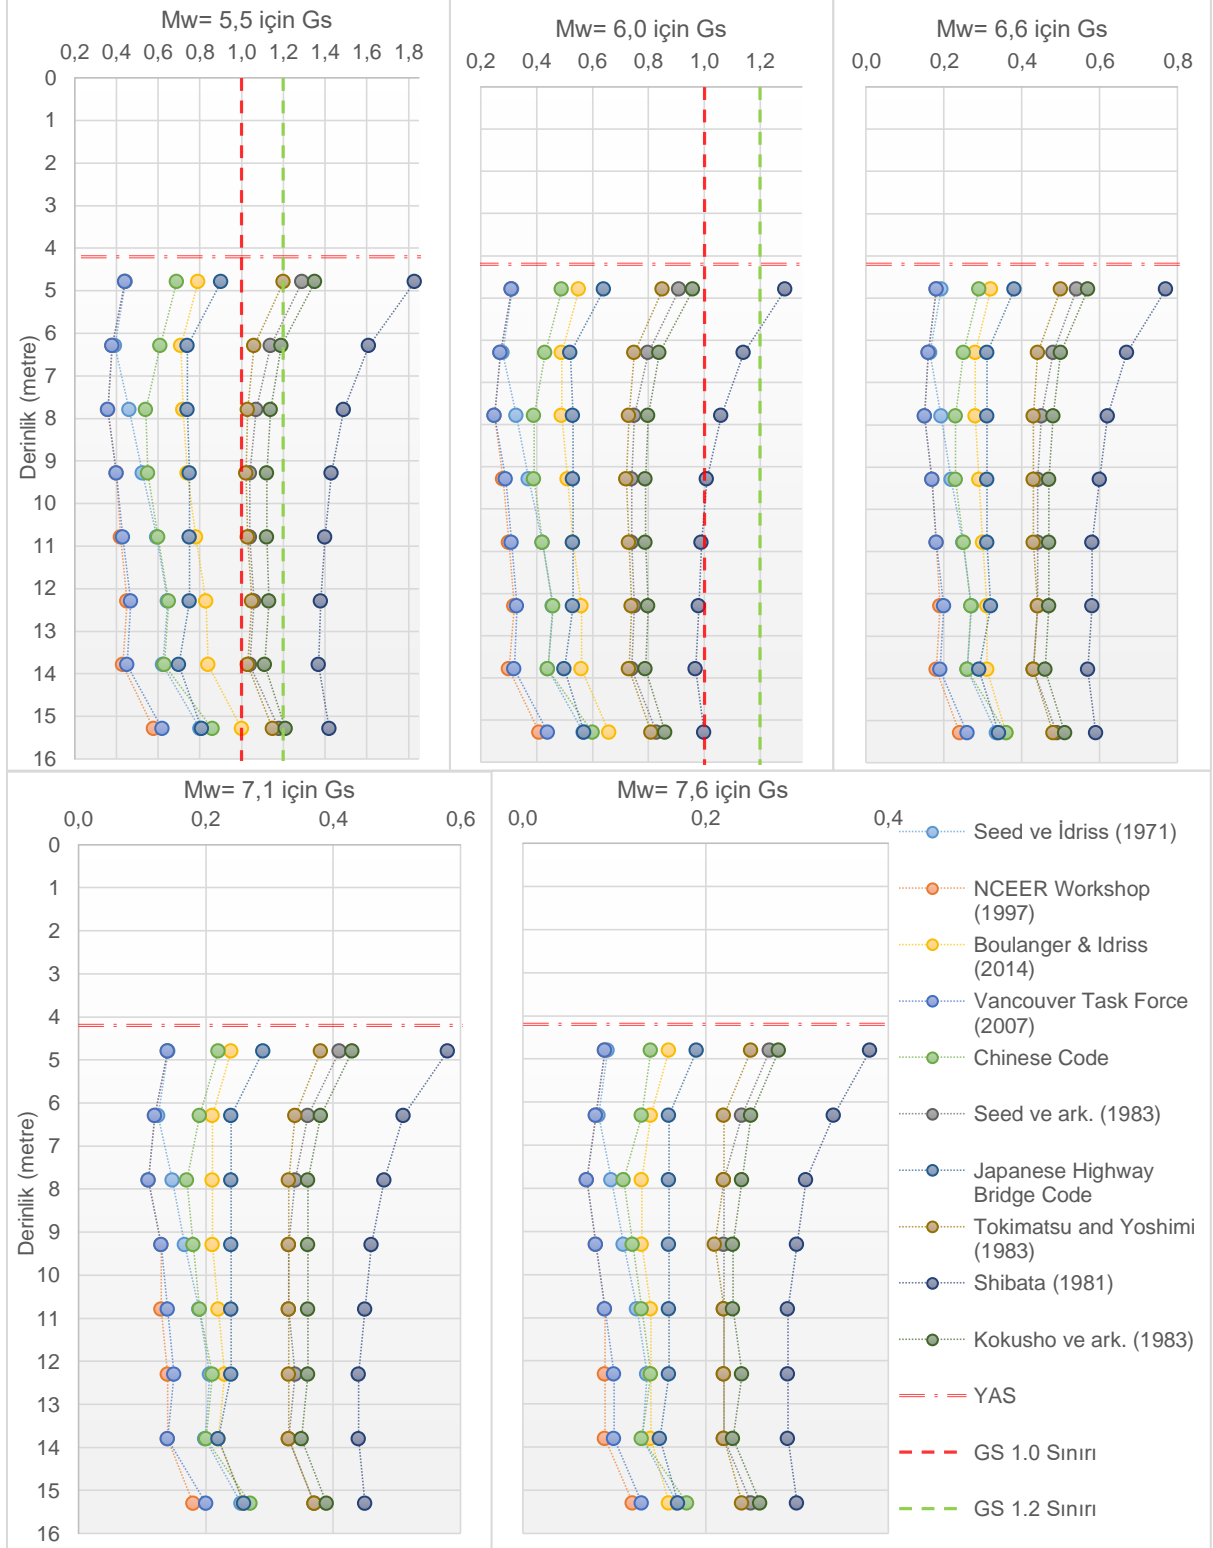 Mw= 5,5 için Gs
0,2 0,4 0,6 0,8 1,0 1,2 1,4 1,6 1,8
0
1
2
3
4
5
6
7
8
9
10
11
12
13
14
15
16
Derinlik (metre)
Mw= 6,0 için Gs
0,2 0,4 0,6 0,8 1,0 1,2
Mw= 6,6 için Gs
0,0 0,2 0,4 0,6 0,8
Mw= 7,1 için Gs
0,0 0,2 0,4 0,6
0
1
2
3
4
5
6
7
8
9
10
11
12
13
14
15
16
Derinlik (metre)
Mw= 7,6 için Gs
0,0 0,2 0,4
Seed ve İdriss (1971)
NCEER Workshop
(1997)
Boulanger & Idriss
(2014)
Vancouver Task Force
(2007)
Chinese Code
Seed ve ark. (1983)
Japanese Highway
Bridge Code
Tokimatsu and Yoshimi
(1983)
Shibata (1981)
Kokusho ve ark. (1983)
YAS
GS 1.0 Sınırı
GS 1.2 Sınırı